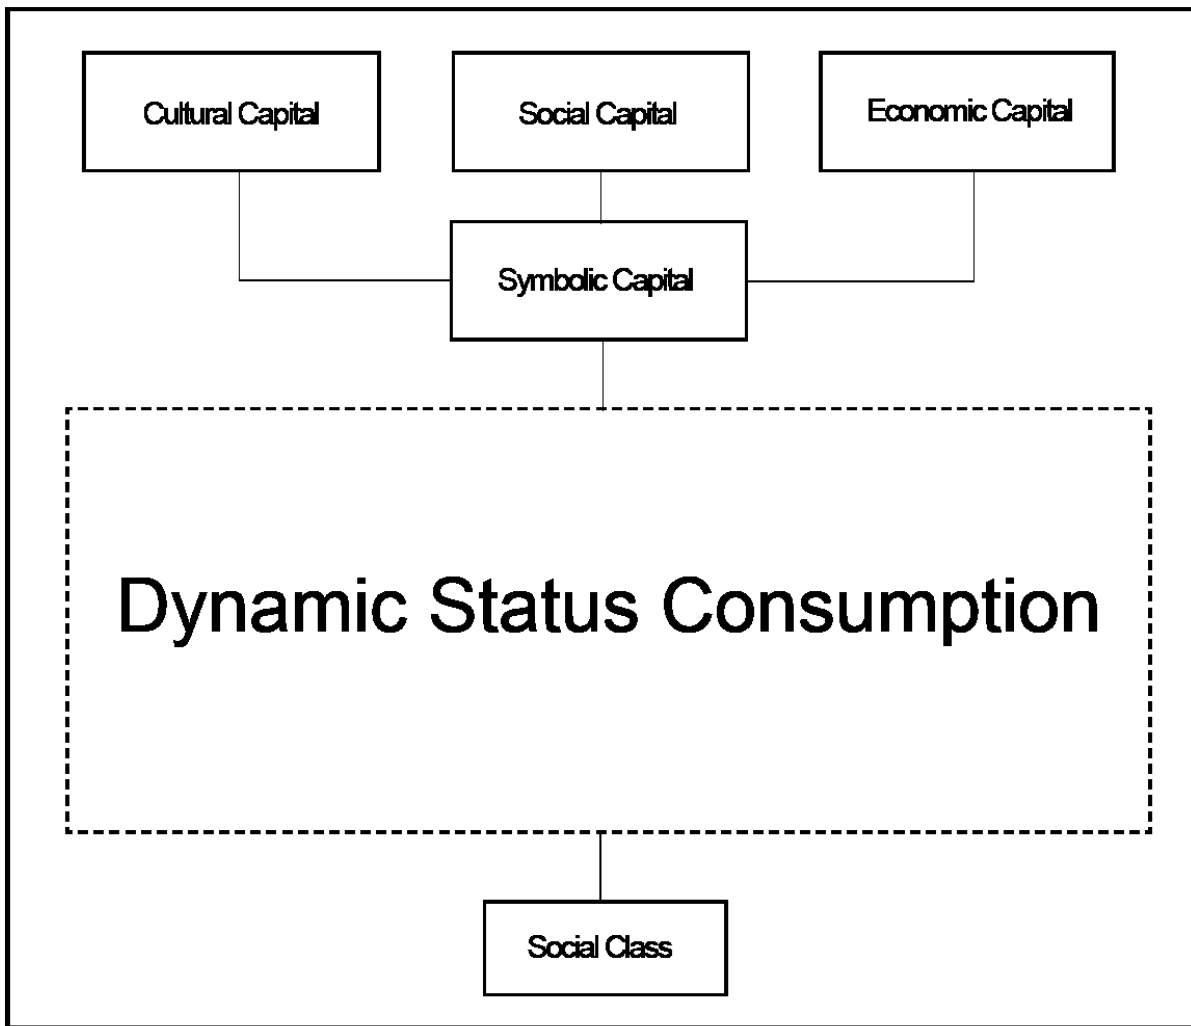 Cultural Capital
Social Capital
Economic Capital
Symbolic Capital
Dynamic Status Consumption
Social Class